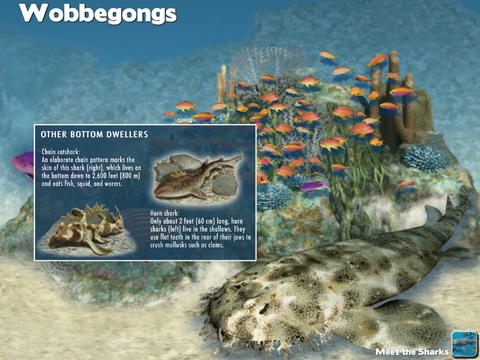 Wobbegongs
OTHER BOTTOM DWELLERS
Chain catshark:
An elaborate chain pattern marks the
skin of this shark (right), which lives on
the bottom down to 2,600 feet (800 m)
and eats fish, squid, and worms.
Horn shark:
Only about 2 feet (60 cm) long, horn
sharks (left) live in the shallows. They
use flat teeth in the rear of their jaws to
crush mollusks such as clams.
Meet the Sharks